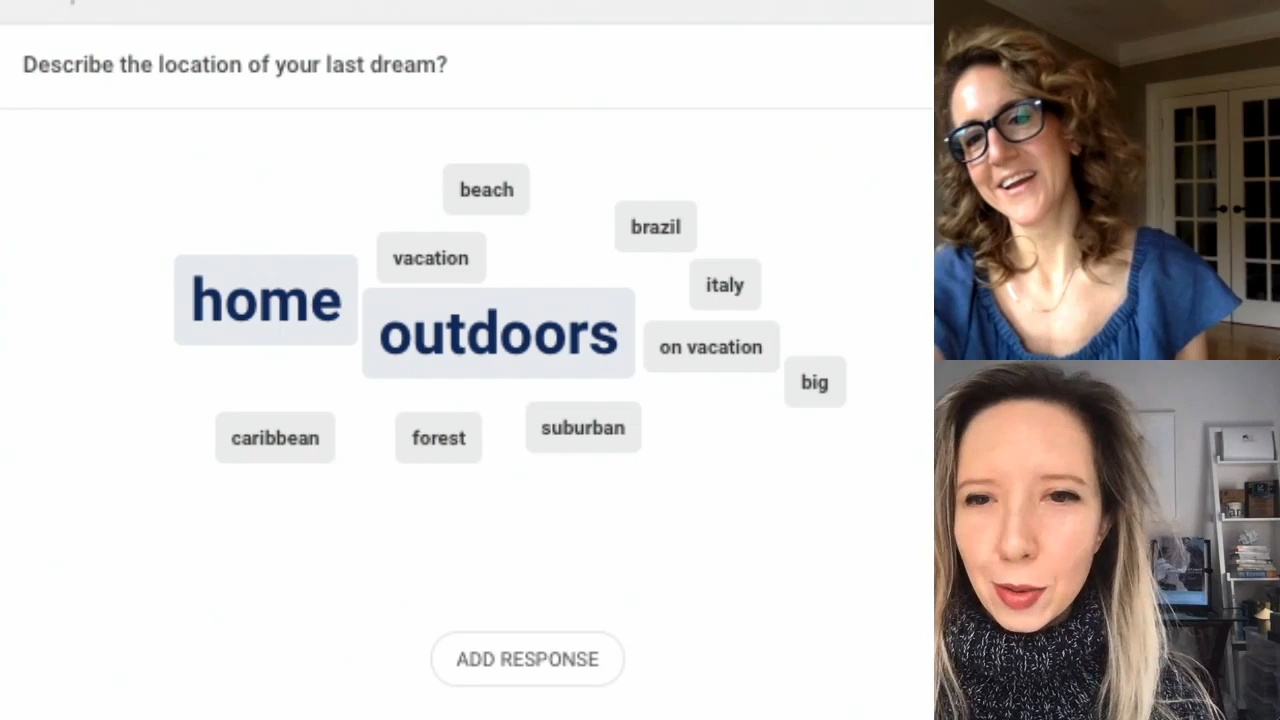 Describe the location of your last dream?
beach
brazil
vacation
italy
home
outdoors
on vacation
big
caribbean
forest
suburban
ADD RESPONSE